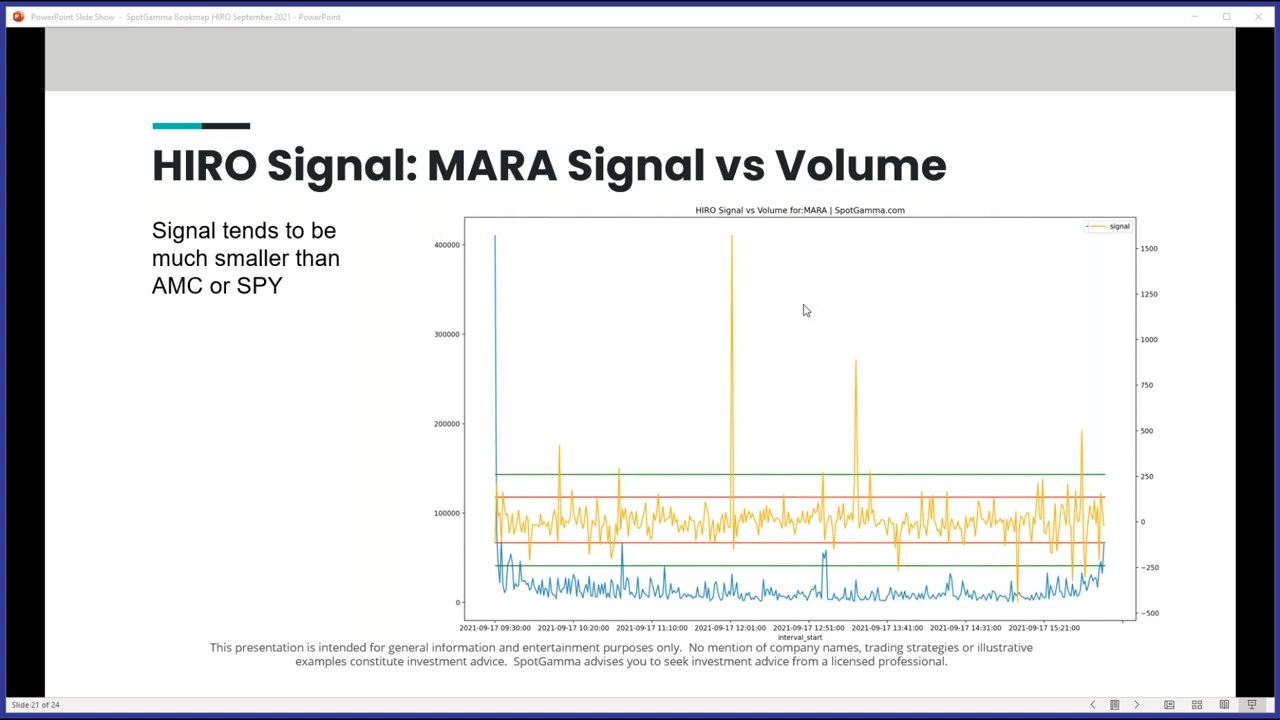 PowerPoint Slide Show - SpotGamma Bookmap HIRO September 2021 - PowerPoint
HIRO Signal: MARA Signal vs Volume
Signal tends to be
much smaller than
AMC or SPY
HIRO Signal vs Volume for:MARA | SpotGamma.com
signal
400000
300000
200000
100000
0
1500
1250
1000
750
500
250
0
−250
−500
2021-09-17 09:30:00 2021-09-17 10:20:00 2021-09-17 11:10:00 2021-09-17 12:01:00 2021-09-17 12:51:00 2021-09-17 13:41:00 2021-09-17 14:31:00 2021-09-17 15:21:00
interval_start
This presentation is intended for general information and entertainment purposes only. No mention of company names, trading strategies or illustrative
examples constitute investment advice. SpotGamma advises you to seek investment advice from a licensed professional.
Slide 21 of 24